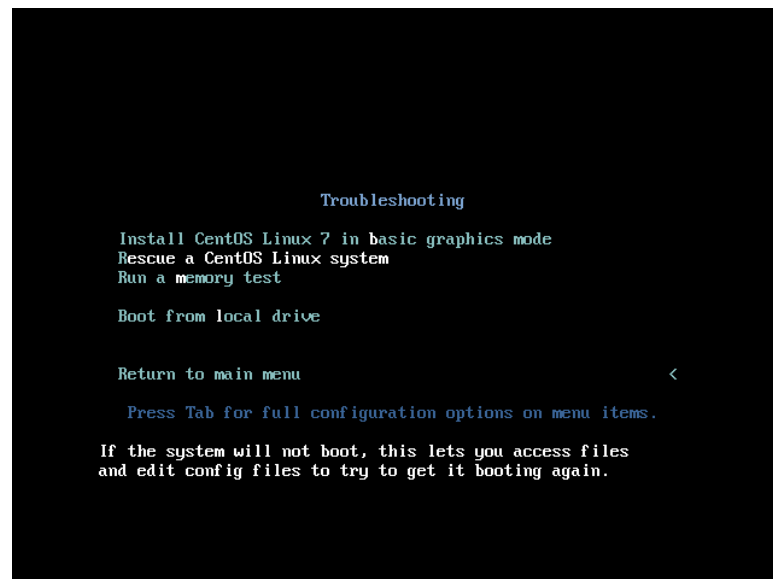 Troubleshooting
Install CentOS Linux 7 in basic graphics mode
Rescue a CentOS Linux system
Run a memory test
Boot from local drive
Return to main menu <
Press Tab for full configuration options on menu items.
If the system will not boot, this lets you access files
and edit config files to try to get it booting again.